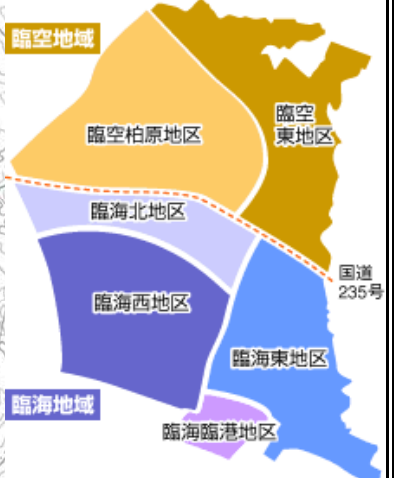 臨空地域
臨空
東地区
臨空柏原地区
臨海北地区
国道
235号
臨海西地区
臨海東地区
臨海地域
臨海臨港地区